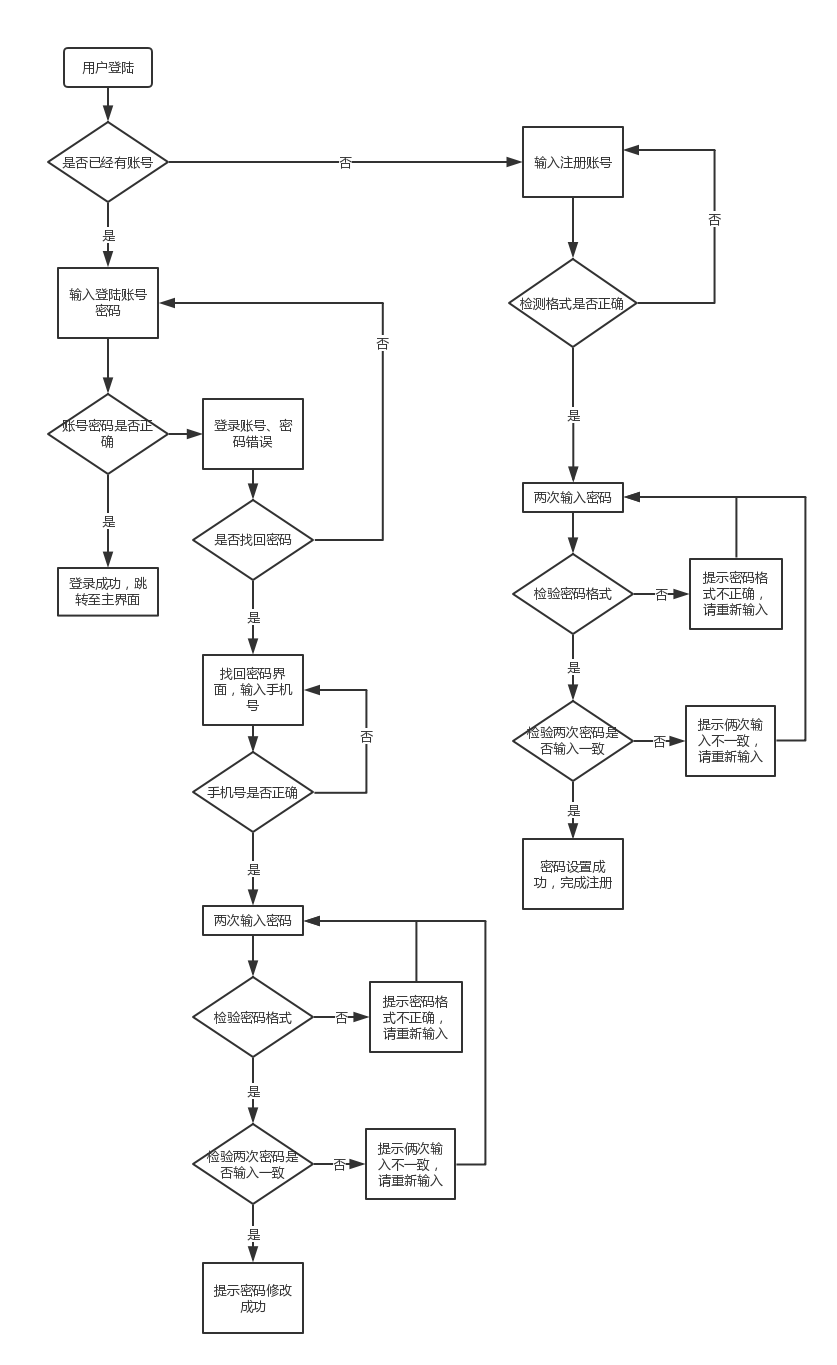 用户登陆
是否已经有账号
否
输入注册账号
是
否
输入登陆账号
密码
检测格式是否正确
否
是
账号密码是否正
确
登录账号、密
码错误
是
是否找回密码
登录成功，跳
转至主界面
是
找回密码界
面，输入手机
号
否
手机号是否正确
是
两次输入密码
检验密码格式
否
提示密码格
式不正确，
请重新输入
是
检验两次密码是
否输入一致
否
提示俩次输
入不一致，
请重新输入
是
提示密码修改
成功
两次输入密码
检验密码格式
否
提示密码格
式不正确，
请重新输入
是
检验两次密码是
否输入一致
否
提示俩次输
入不一致，
请重新输入
是
密码设置成
功，完成注册